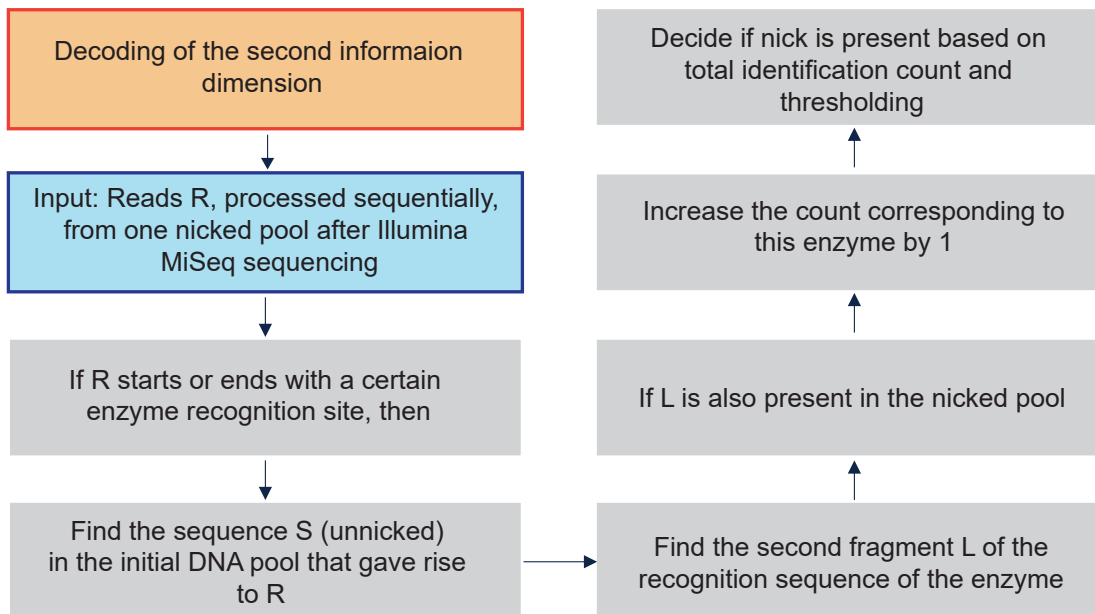 Decoding of the second informaion
dimension
Input: Reads R, processed sequentially,
from one nicked pool after Illumina
MiSeq sequencing
If R starts or ends with a certain
enzyme recognition site, then
Find the sequence S (unnicked)
in the initial DNA pool that gave rise
to R
Find the second fragment L of the
recognition sequence of the enzyme
If L is also present in the nicked pool
Increase the count corresponding to
this enzyme by 1
Decide if nick is present based on
total identification count and
thresholding